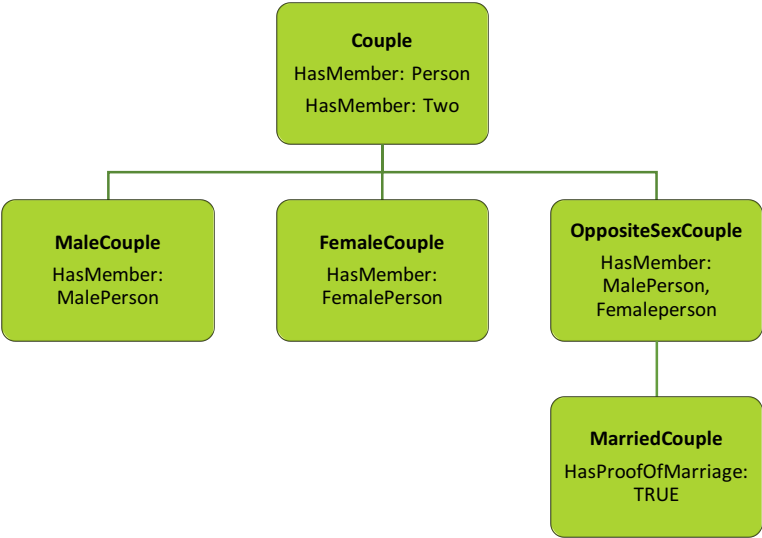 Couple
HasMember: Person
HasMember: Two
MaleCouple
HasMember:
MalePerson
FemaleCouple
HasMember:
FemalePerson
OppositeSexCouple
HasMember:
MalePerson,
Femaleperson
MarriedCouple
HasProofOfMarriage:
TRUE